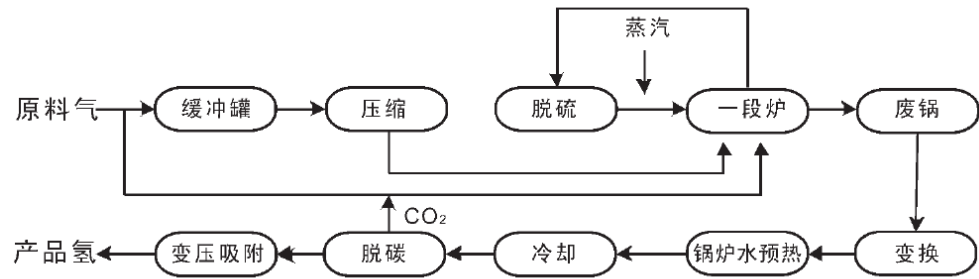 蒸汽
原料气
缓冲罐
压缩
脱硫
一段炉
废锅
CO₂
产品氢
变压吸附
脱碳
冷却
锅炉水预热
变换